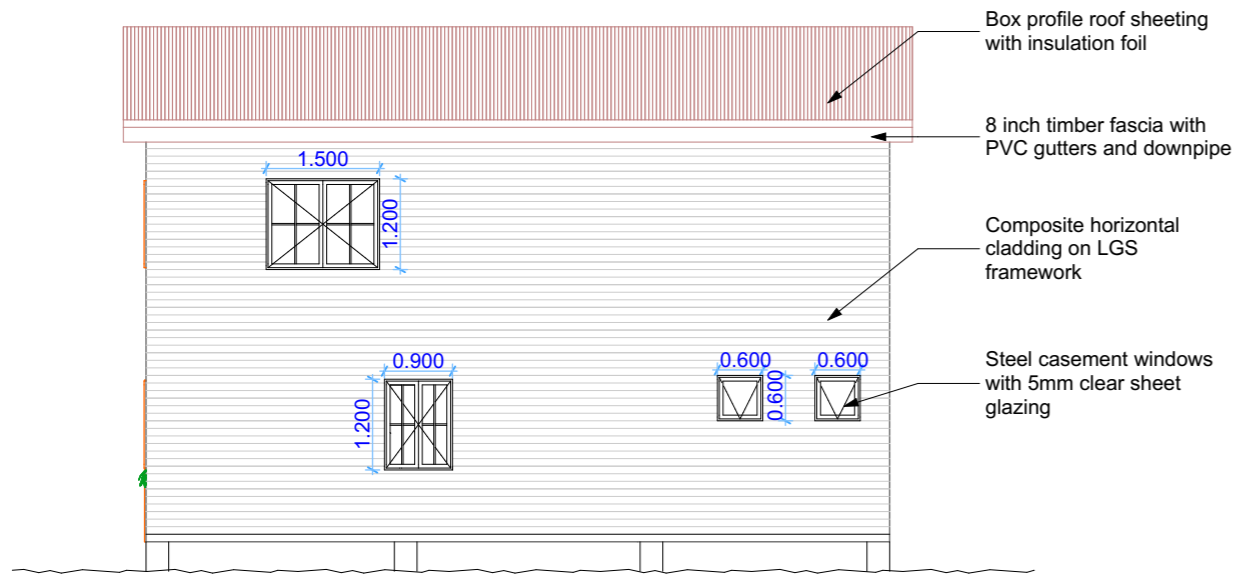 Box profile roof sheeting
with insulation foil
8 inch timber fascia with
PVC gutters and downpipe
1.500
1.200
Composite horizontal
cladding on LGS
framework
0.900
1.200
0.600
0.600
0.600
Steel casement windows
with 5mm clear sheet
glazing